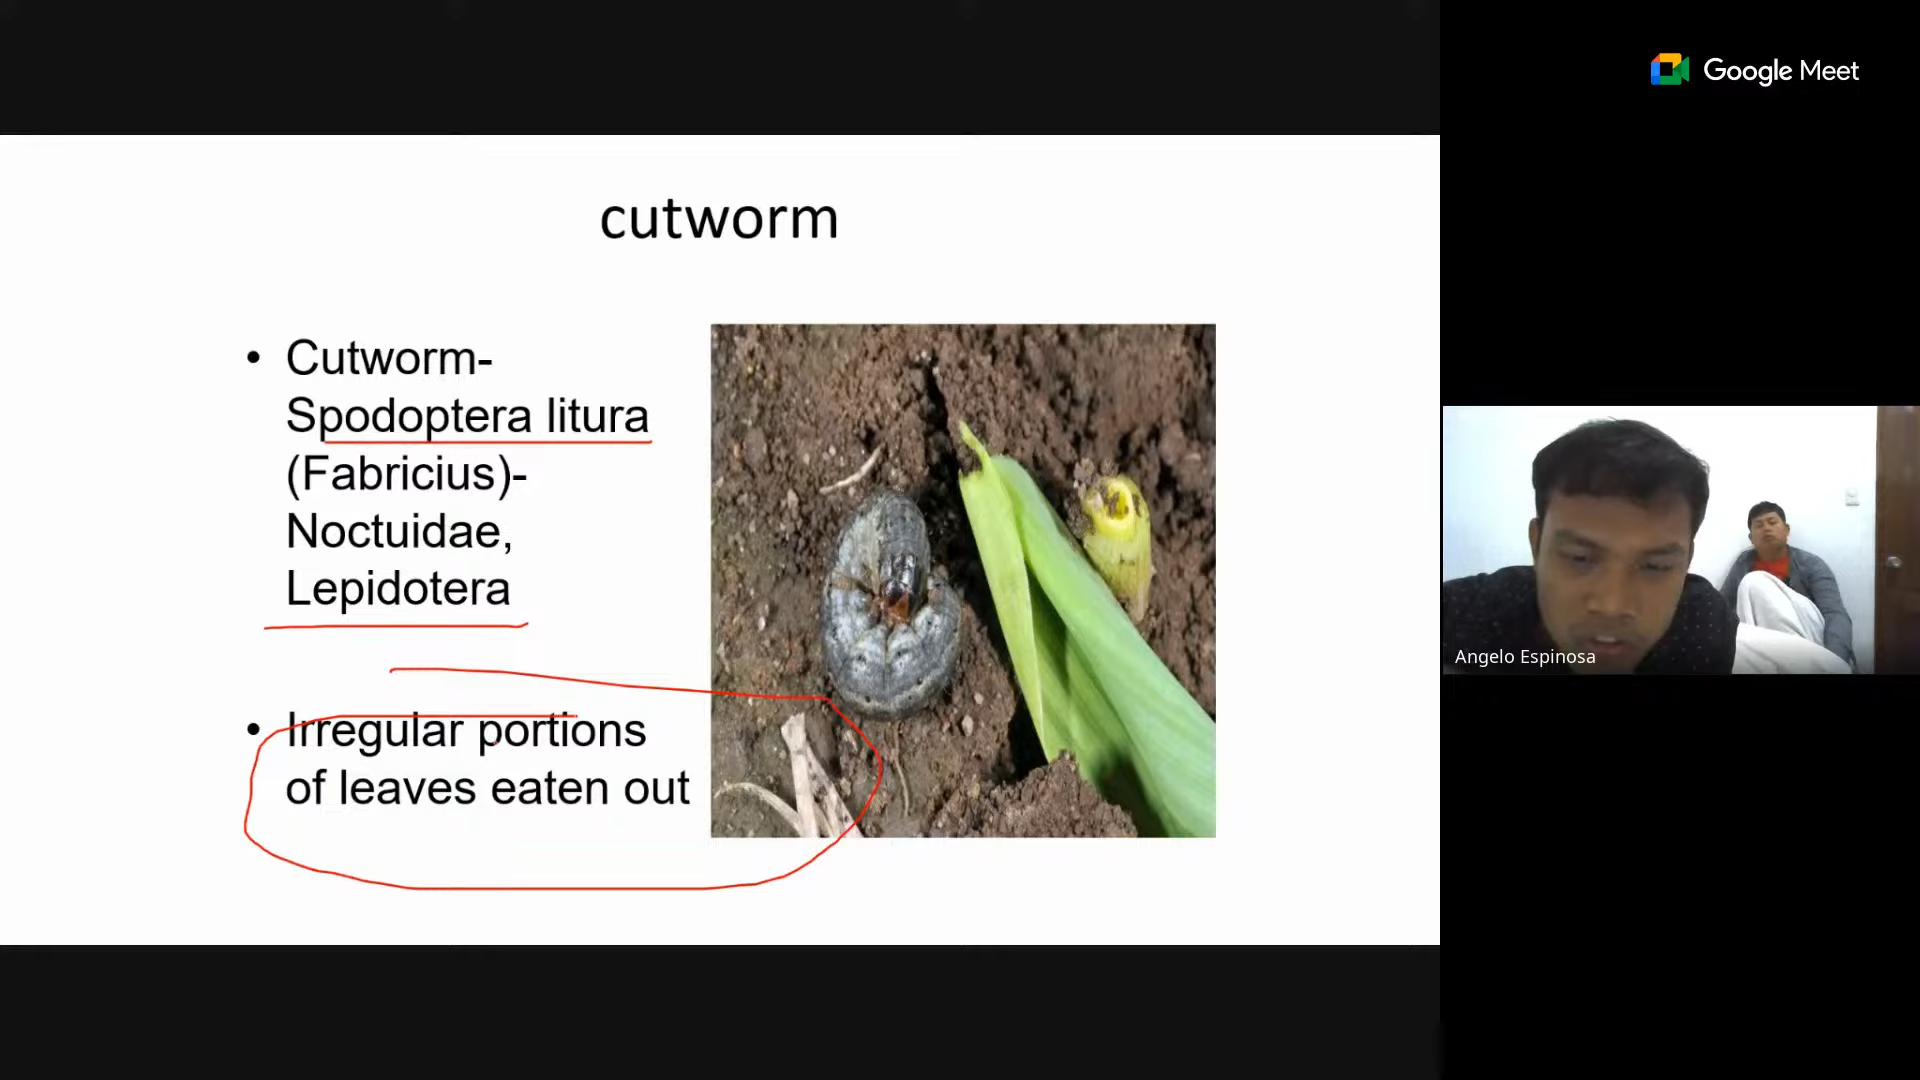 Google Meet
cutworm
• Cutworm-
Spodoptera litura
(Fabricius)-
Noctuidae,
Lepidotera
• Irregular portions
of leaves eaten out
Angelo Espinosa